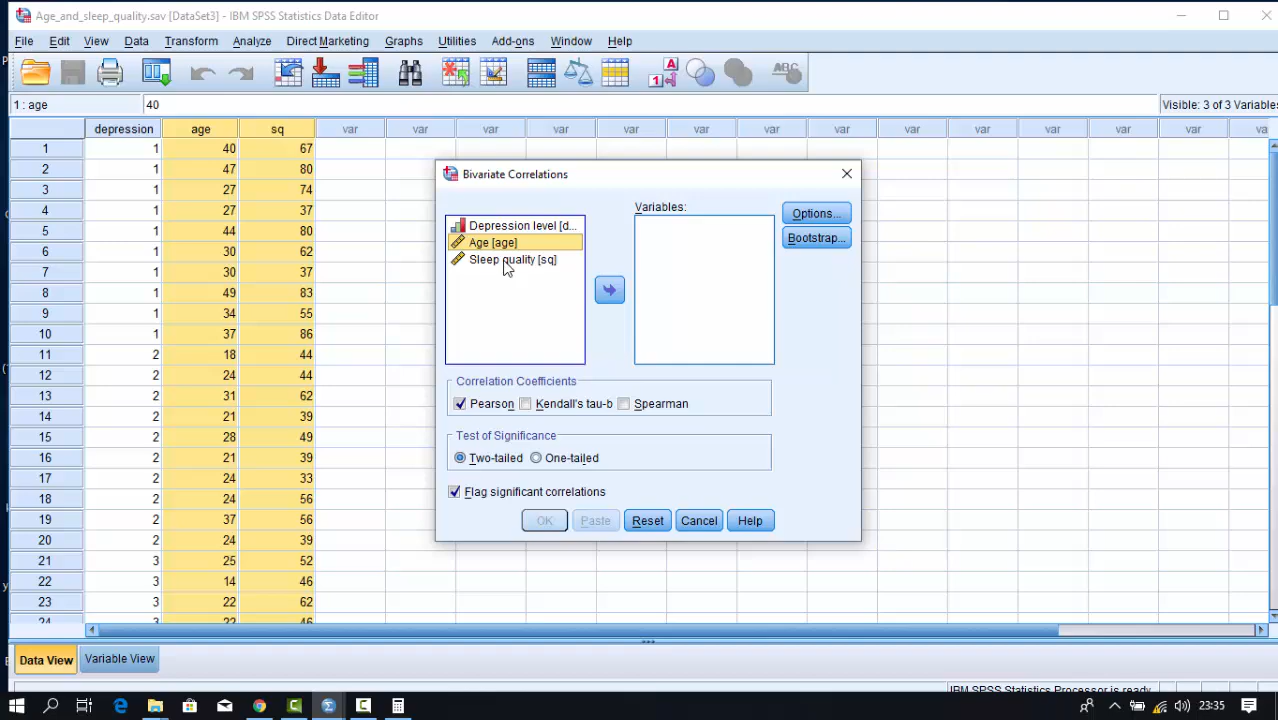 Age_and_sleep_quality.sav [DataSet3] - IBM SPSS Statistics Data Editor
File Edit View Data Transform Analyze Direct Marketing Graphs Utilities Add-ons Window Help
1 : age 40 Visible: 3 of 3 Variables
depression age sq var var var var var var var var var var var var var
1 1 40 67
2 1 47 80
3 1 27 74
4 1 27 37
5 1 44 80
6 1 30 62
7 1 30 37
8 1 49 83
9 1 34 55
10 1 37 86
11 2 18 44
12 2 24 44
13 2 31 62
14 2 21 39
15 2 28 49
16 2 21 39
17 2 24 33
18 2 24 56
19 2 37 56
20 2 24 39
21 3 25 52
22 3 14 46
23 3 22 62
24 3 22 46
Bivariate Correlations
Variables:
Depression level [d...
Age [age]
Sleep quality [sq]
Options...
Bootstrap...
Correlation Coefficients
Pearson Kendall's tau-b Spearman
Test of Significance
Two-tailed One-tailed
Flag significant correlations
OK Paste Reset Cancel Help
Data View Variable View
IBM SPSS Statistics Processor is ready
23:35